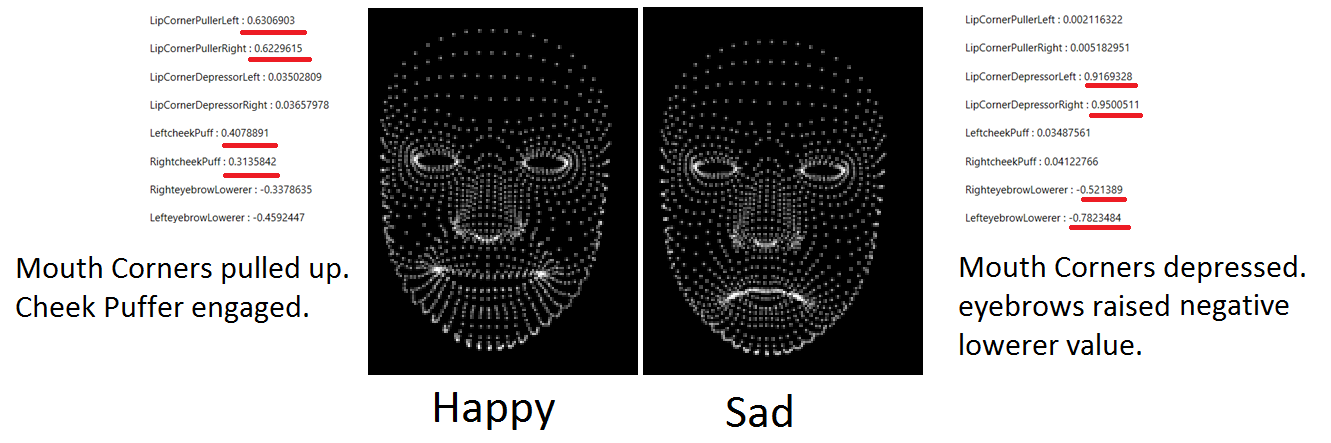 LipCornerPullerLeft : 0.6306903
LipCornerPullerRight : 0.6229615
LipCornerDepressorLeft : 0.03502809
LipCornerDepressorRight : 0.03657978
LeftcheekPuff : 0.4078891
RightcheekPuff : 0.3135842
RighteyebrowLowerer : -0.3378635
LefteyebrowLowerer : -0.4592447
Mouth Corners pulled up.
Cheek Puffer engaged.
Happy
Sad
LipCornerPullerLeft : 0.002116322
LipCornerPullerRight : 0.005182951
LipCornerDepressorLeft : 0.9169328
LipCornerDepressorRight : 0.9500511
LeftcheekPuff : 0.03487561
RightcheekPuff : 0.04122766
RighteyebrowLowerer : -0.521389
LefteyebrowLowerer : -0.7823484
Mouth Corners depressed.
eyebrows raised negative
lowerer value.